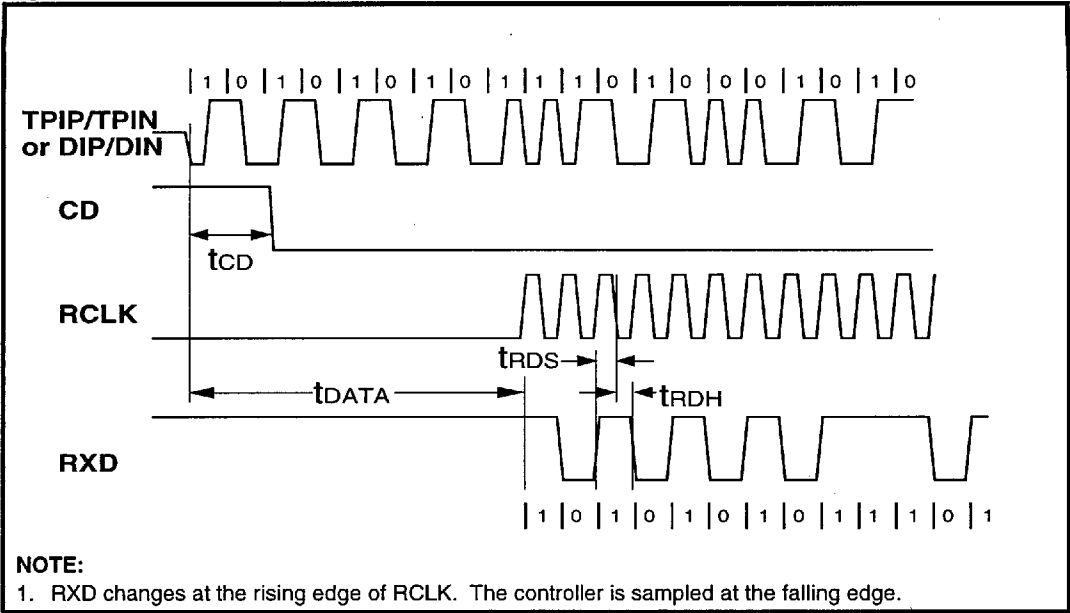 | 1 | 0 | 1 | 0 | 1 | 0 | 1 | 0 | 1 | 1 | 1 | 0 | 1 | 0 | 0 | 0 | 1 | 0 | 1 | 0
TPIP/TPIN
or DIP/DIN
CD
tCD
RCLK
tRDS
tDATA
tRDH
RXD
| 1 | 0 | 1 | 0 | 1 | 0 | 1 | 0 | 1 | 1 | 1 | 0 | 1
NOTE:
1. RXD changes at the rising edge of RCLK. The controller is sampled at the falling edge.